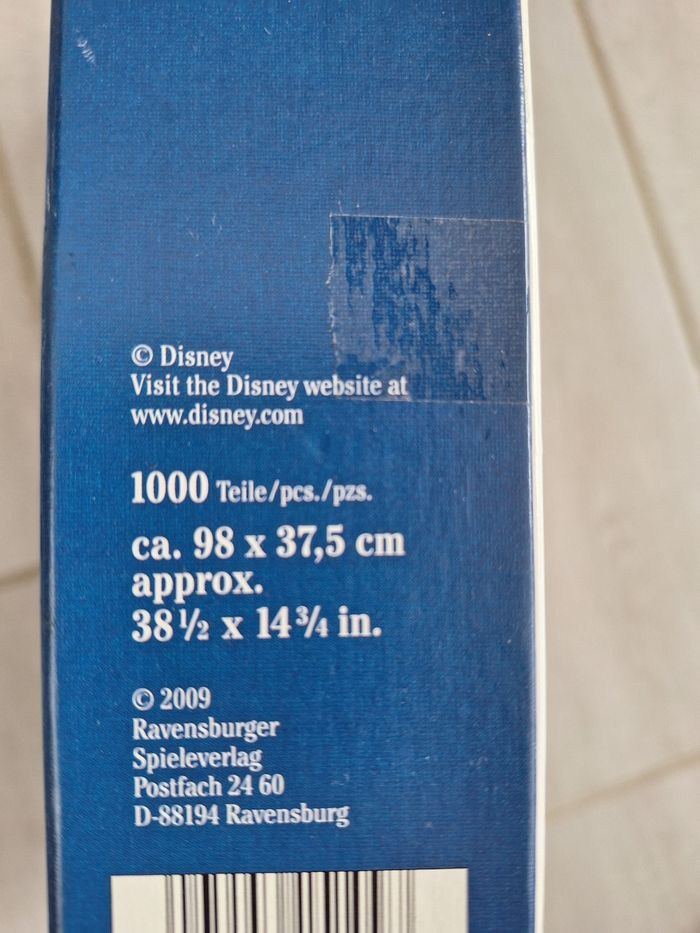 © Disney
Visit the Disney website at
www.disney.com
1000 Teile/pcs./pzs.
ca. 98 x 37,5 cm
approx.
38 ½ x 14 ¾ in.
© 2009
Ravensburger
Spieleverlag
Postfach 24 60
D-88194 Ravensburg